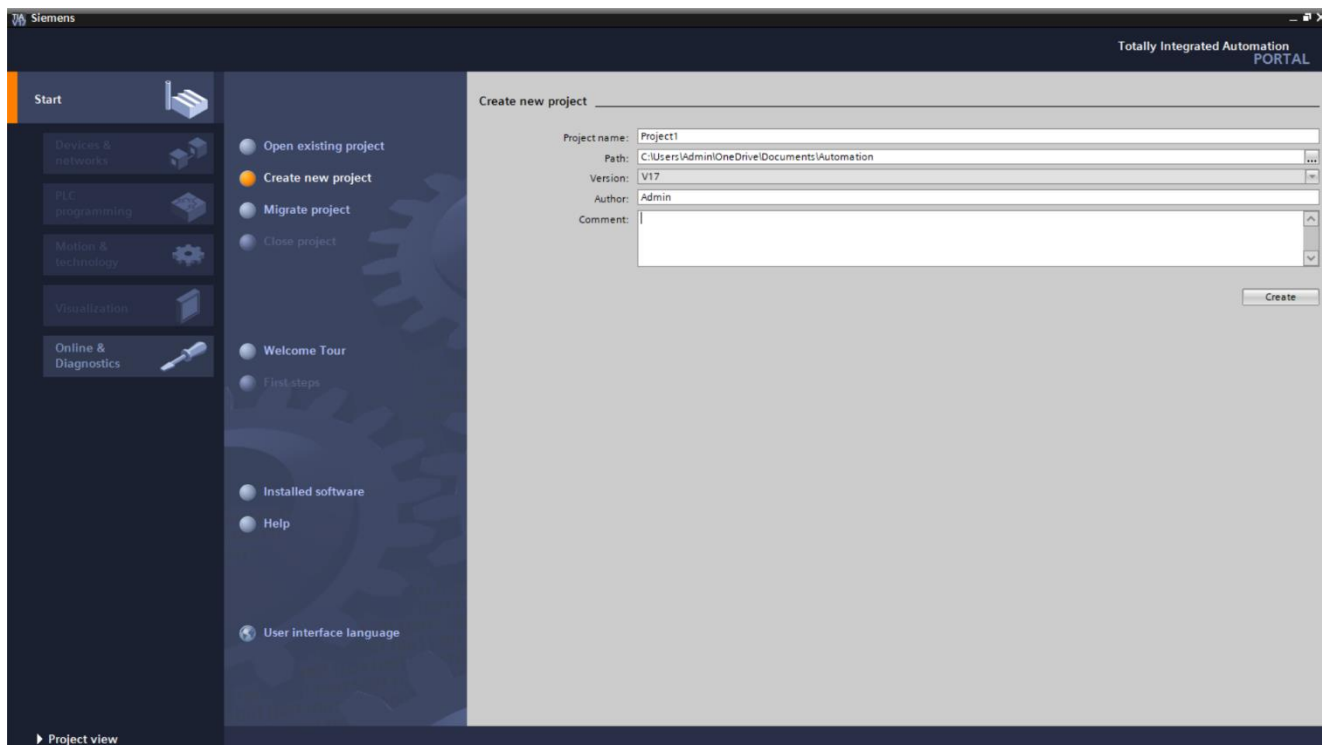 TIA
V17
Siemens
Totally Integrated Automation
PORTAL
Start
Devices &
networks
PLC
programming
Motion &
technology
Visualization
Online &
Diagnostics
Open existing project
Create new project
Migrate project
Close project
Welcome Tour
First steps
Installed software
Help
User interface language
Create new project
Project name: Project1
Path: C:\Users\Admin\OneDrive\Documents\Automation
...
Version: V17
Author: Admin
Comment:
Create
Project view